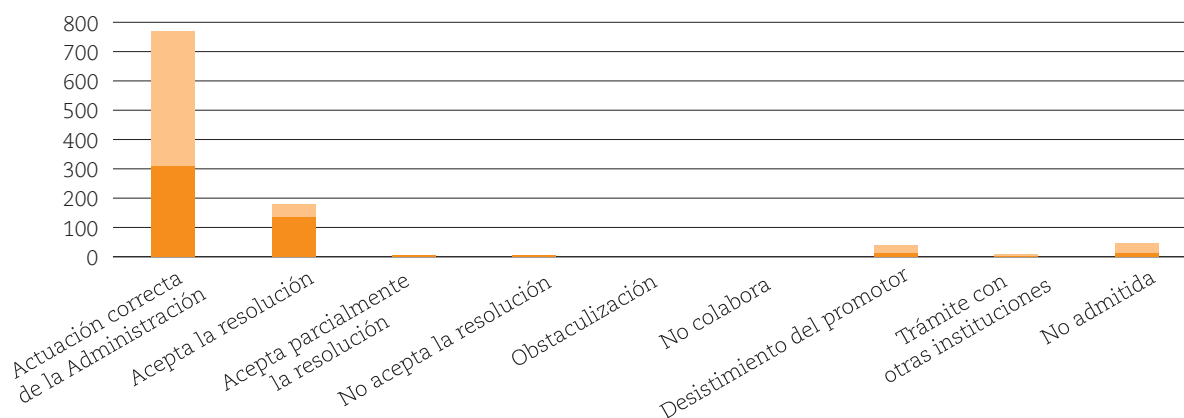 800
700
600
500
400
300
200
100
0
Actuación correcta
de la Administración
Acepta la resolución
Acepta parcialmente
la resolución
No acepta la resolución
Obstaculización
No colabora
Desistimiento del promotor
Trámite con
otras instituciones
No admitida